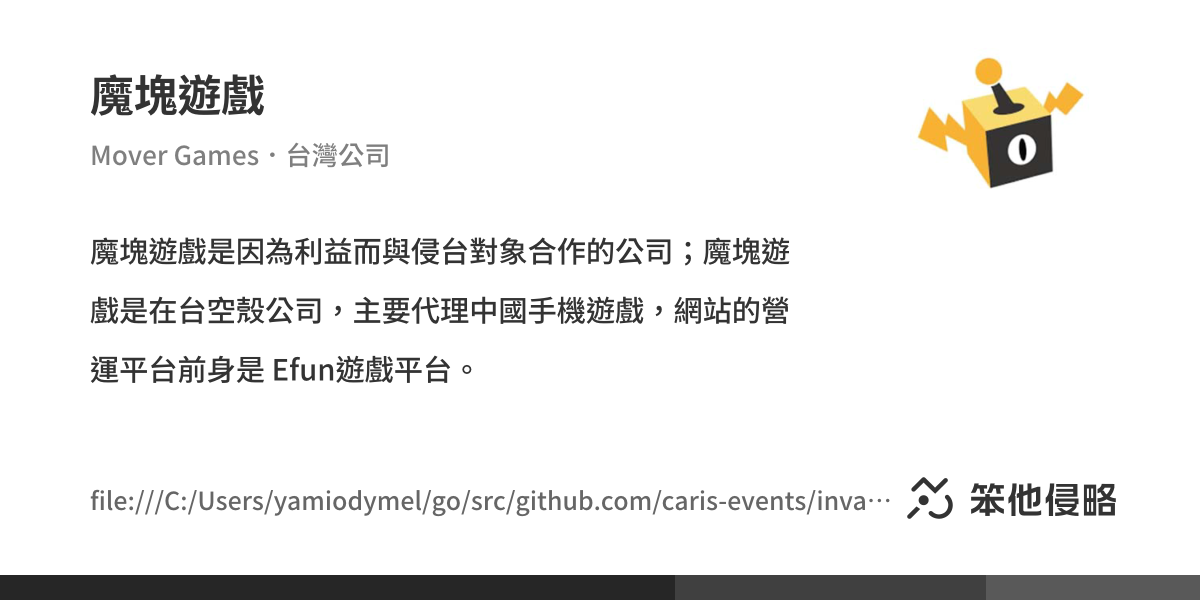 魔塊遊戲
Mover Games・台灣公司
魔塊遊戲是因為利益而與侵台對象合作的公司；魔塊遊
戲是在台空殼公司，主要代理中國手機遊戲，網站的營
運平台前身是 Efun遊戲平台。
file:///C:/Users/yamiodymel/go/src/github.com/caris-events/inva…
笨他侵略